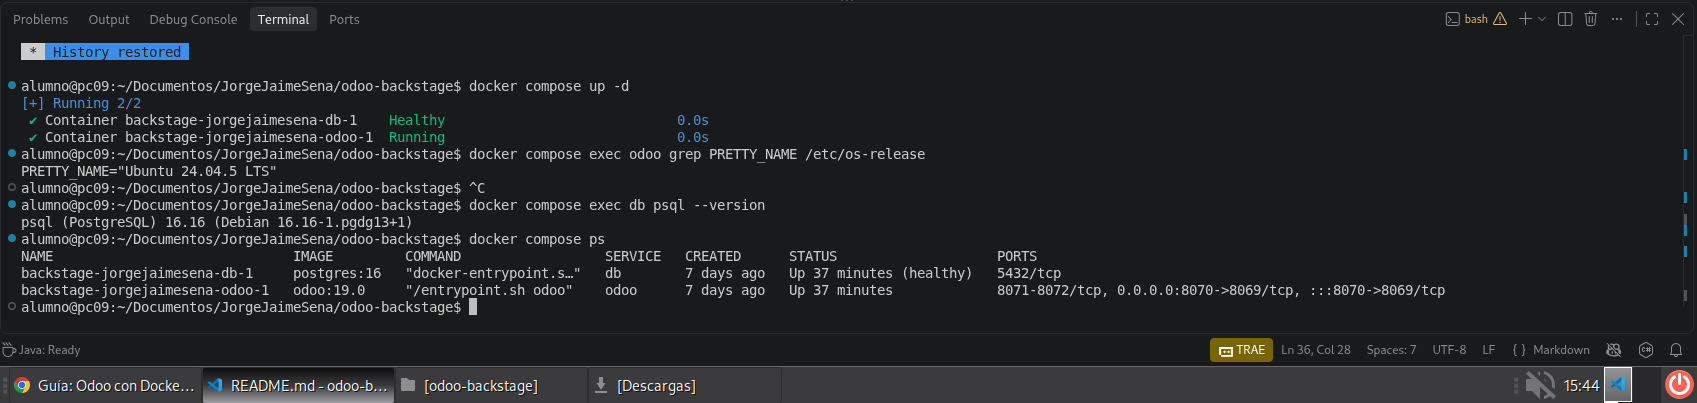 Problems Output Debug Console Terminal Ports bash
* History restored
alumno@pc09:~/Documentos/JorgeJaimeSena/odoo-backstage$ docker compose up -d
[+] Running 2/2
✔ Container backstage-jorgejaimesena-db-1 Healthy 0.0s
✔ Container backstage-jorgejaimesena-odoo-1 Running 0.0s
alumno@pc09:~/Documentos/JorgeJaimeSena/odoo-backstage$ docker compose exec odoo grep PRETTY_NAME /etc/os-release
PRETTY_NAME="Ubuntu 24.04.5 LTS"
alumno@pc09:~/Documentos/JorgeJaimeSena/odoo-backstage$ ^C
alumno@pc09:~/Documentos/JorgeJaimeSena/odoo-backstage$ docker compose exec db psql --version
psql (PostgreSQL) 16.16 (Debian 16.16-1.pgdg13+1)
alumno@pc09:~/Documentos/JorgeJaimeSena/odoo-backstage$ docker compose ps
NAME IMAGE COMMAND SERVICE CREATED STATUS PORTS
backstage-jorgejaimesena-db-1 postgres:16 "docker-entrypoint.s…" db 7 days ago Up 37 minutes (healthy) 5432/tcp
backstage-jorgejaimesena-odoo-1 odoo:19.0 "/entrypoint.sh odoo" odoo 7 days ago Up 37 minutes 8071-8072/tcp, 0.0.0.0:8070->8069/tcp, :::8070->8069/tcp
alumno@pc09:~/Documentos/JorgeJaimeSena/odoo-backstage$
Java: Ready TRAE Ln 36, Col 28 Spaces: 7 UTF-8 LF { } Markdown
Guía: Odoo con Docke... README.md - odoo-b... [odoo-backstage] [Descargas] 15:44